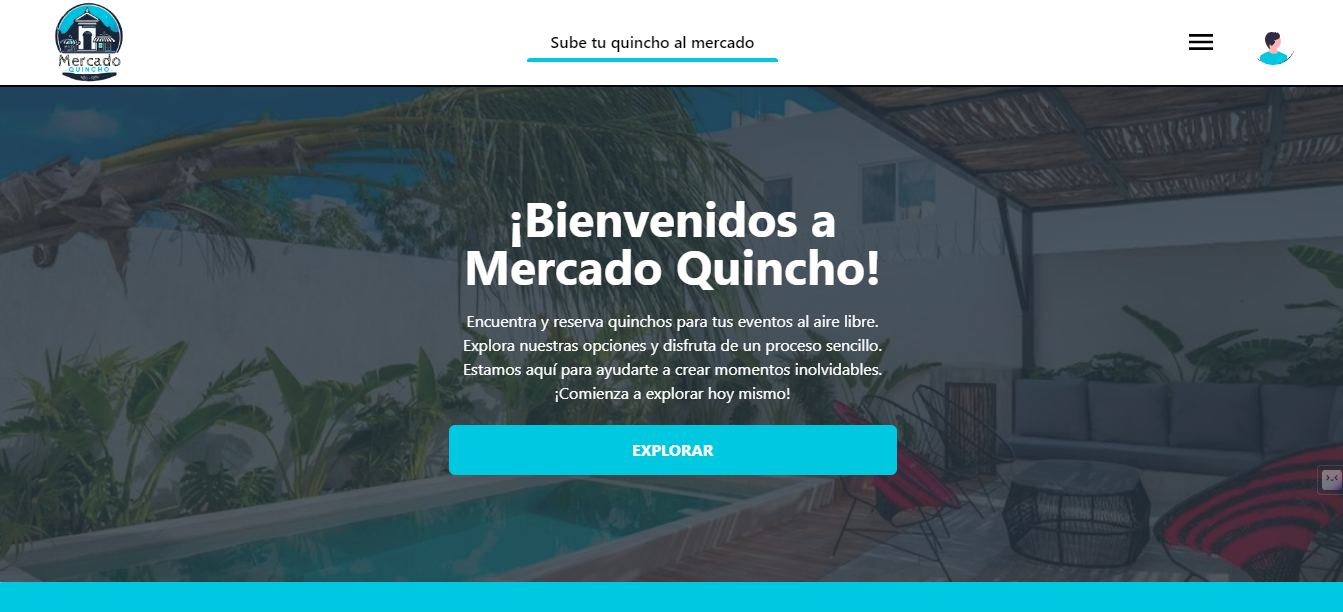 Mercado
QUINCHO
Sube tu quincho al mercado
¡Bienvenidos a
Mercado Quincho!
Encuentra y reserva quinchos para tus eventos al aire libre.
Explora nuestras opciones y disfruta de un proceso sencillo.
Estamos aquí para ayudarte a crear momentos inolvidables.
¡Comienza a explorar hoy mismo!
EXPLORAR